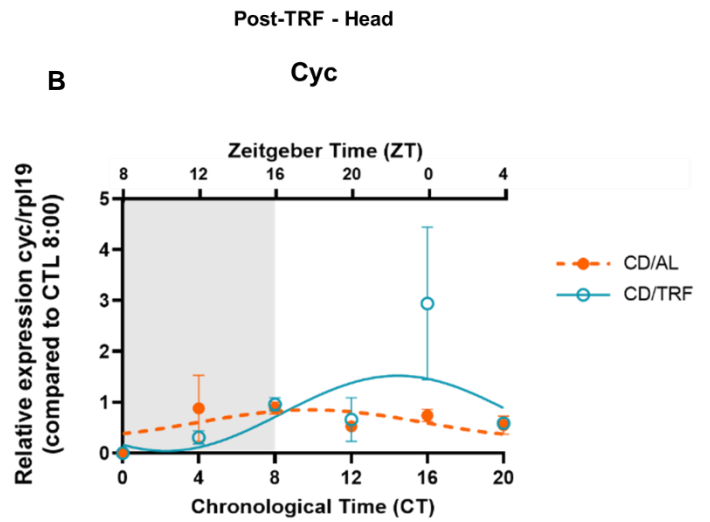 Post-TRF - Head
B
Cyc
Zeitgeber Time (ZT)
8 12 16 20 0 4
Relative expression cyc/rpl19
(compared to CTL 8:00)
5
4
3
2
1
0
0 4 8 12 16 20
Chronological Time (CT)
CD/AL
CD/TRF